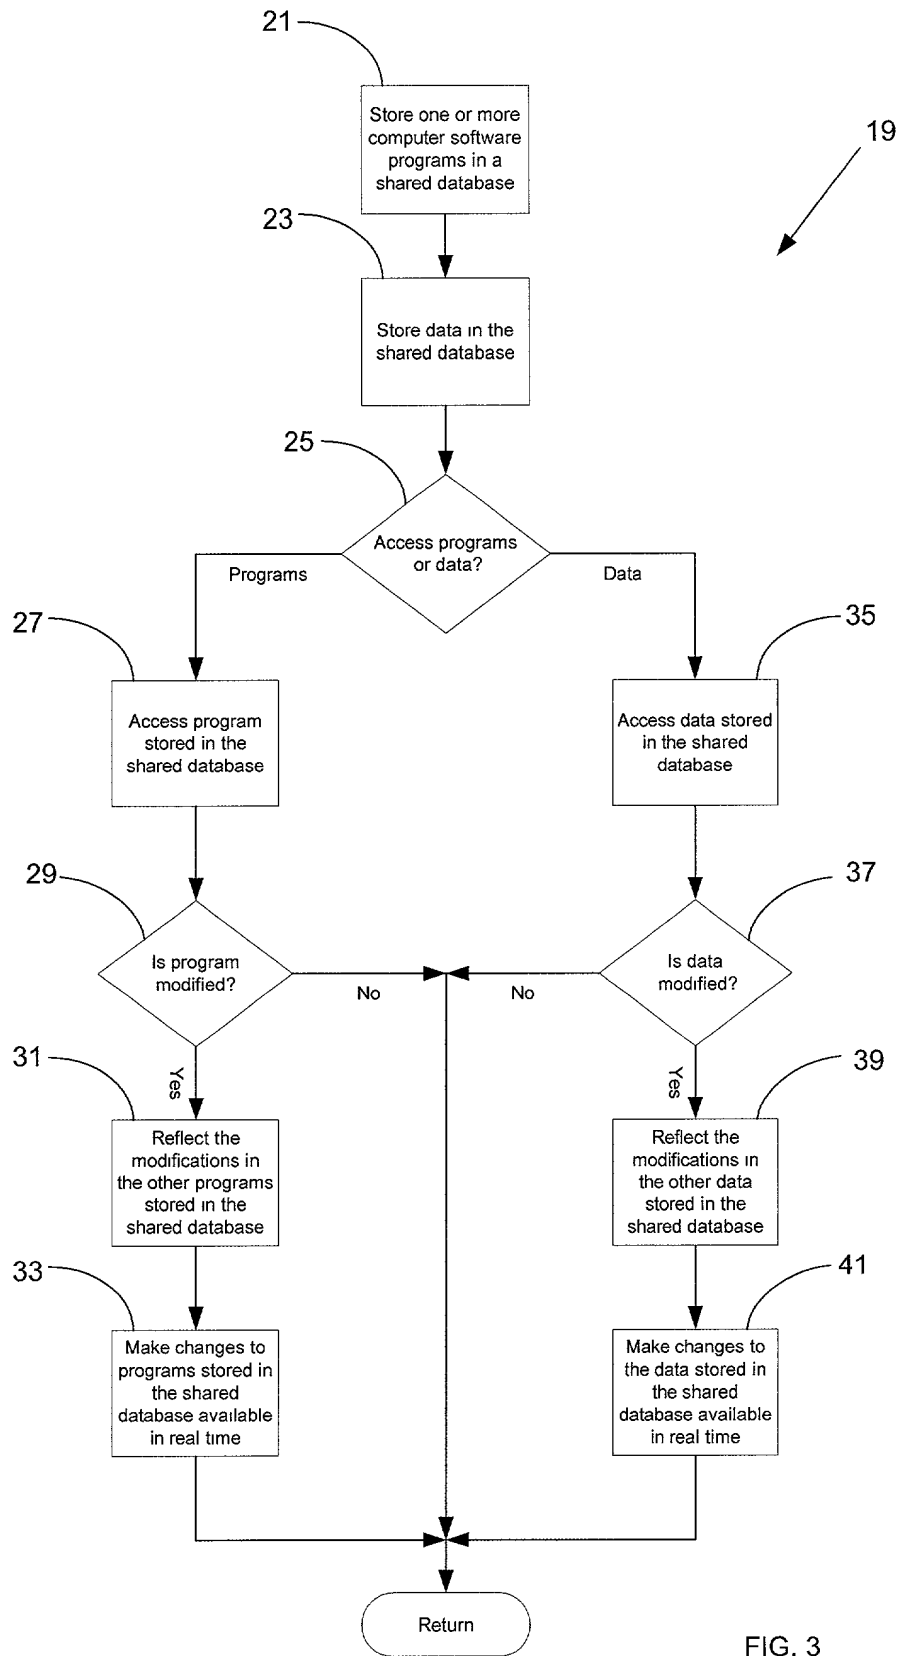 21
Store one or more
computer software
programs in a
shared database
19
23
Store data in the
shared database
25
Access programs
or data?
Programs
Data
27
35
Access program
stored in the
shared database
Access data stored
in the shared
database
29
37
Is program
modified?
No
No
Is data
modified?
31
Yes
Yes
39
Reflect the
modifications in
the other programs
stored in the
shared database
Reflect the
modifications in
the other data
stored in the
shared database
33
41
Make changes to
programs stored in
the shared
database available
in real time
Make changes to
the data stored in
the shared
database available
in real time
Return
FIG. 3